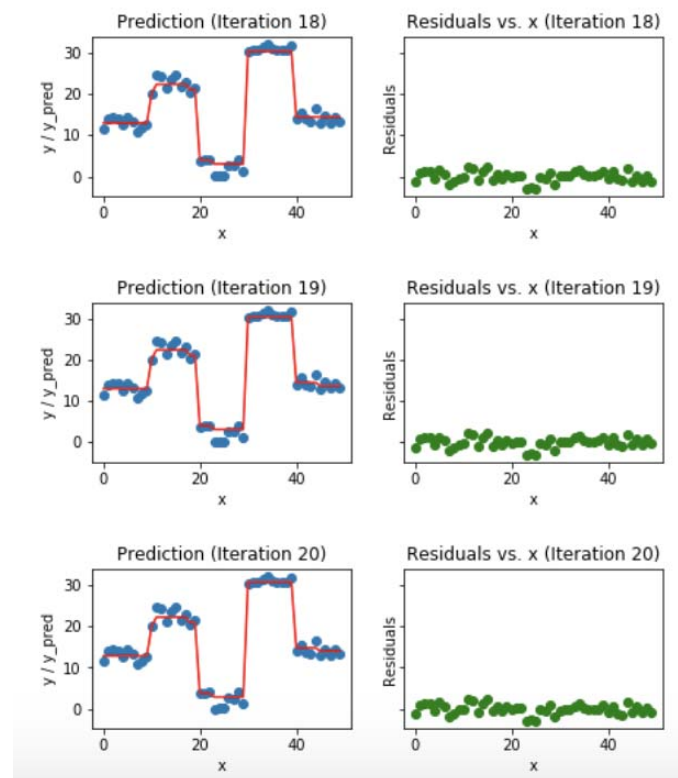 Prediction (Iteration 18)
y / y_pred
30
20
10
0
0 20 40
x
Residuals vs. x (Iteration 18)
Residuals
0 20 40
x
Prediction (Iteration 19)
y / y_pred
30
20
10
0
0 20 40
x
Residuals vs. x (Iteration 19)
Residuals
0 20 40
x
Prediction (Iteration 20)
y / y_pred
30
20
10
0
0 20 40
x
Residuals vs. x (Iteration 20)
Residuals
0 20 40
x